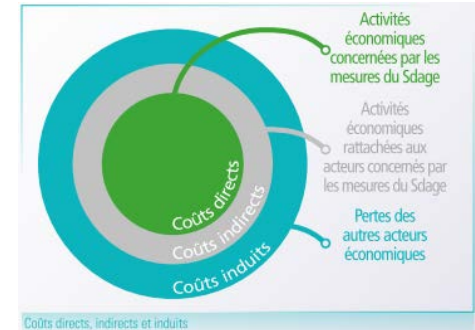 Activités
économiques
concernées par les
mesures du Sdage
Activités
économiques
rattachées aux
acteurs concernés par
les mesures du Sdage
Pertes des
autres acteurs
économiques
Coûts directs
Coûts indirects
Coûts induits
Coûts directs, indirects et induits